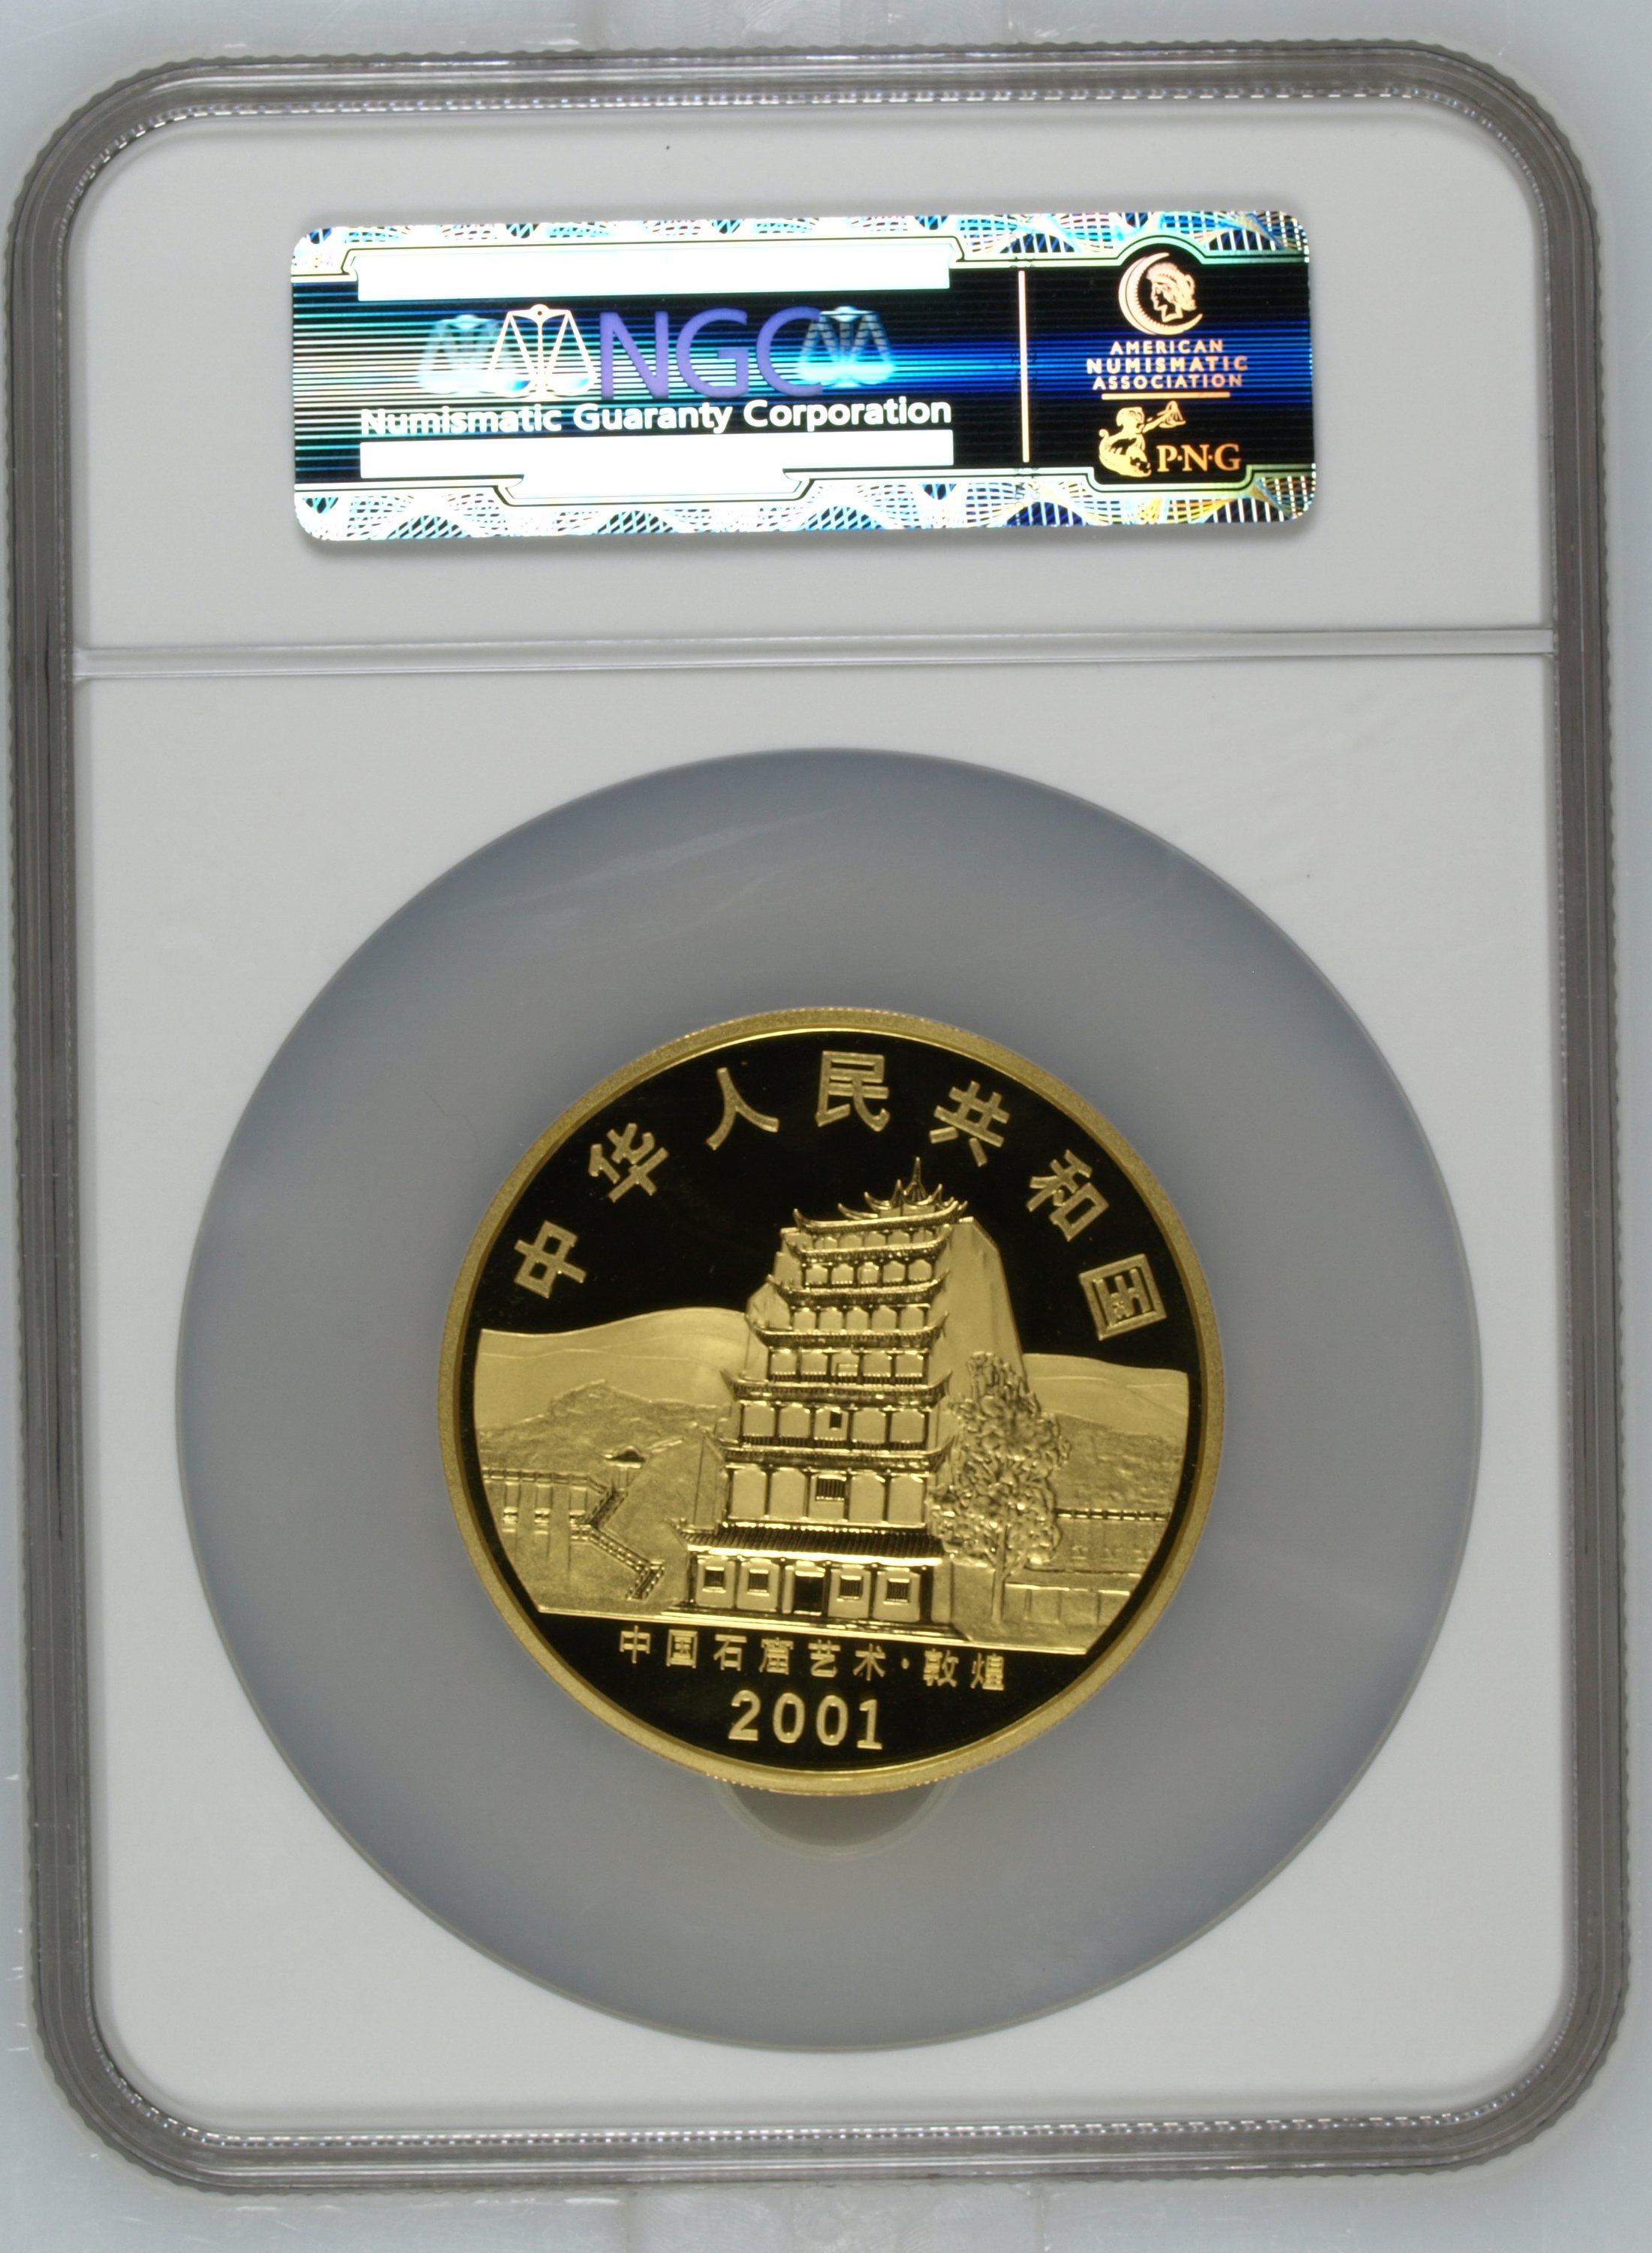 NGC
Numismatic Guaranty Corporation
AMERICAN
NUMISMATIC
ASSOCIATION
P·N·G
中华人民共和国
中国石窟艺术·敦煌
2001